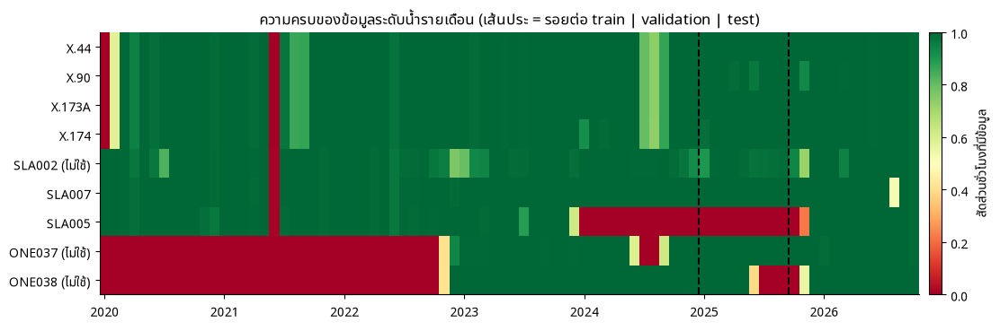 ความครบของข้อมูลระดับน้ำรายเดือน (เส้นประ = รอยต่อ train | validation | test)
X.44
X.90
X.173A
X.174
SLA002 (ไม่ใช้)
SLA007
SLA005
ONE037 (ไม่ใช้)
ONE038 (ไม่ใช้)
2020 2021 2022 2023 2024 2025 2026
1.0
0.8
0.6
0.4
0.2
0.0
สัดส่วนชั่วโมงที่มีข้อมูล